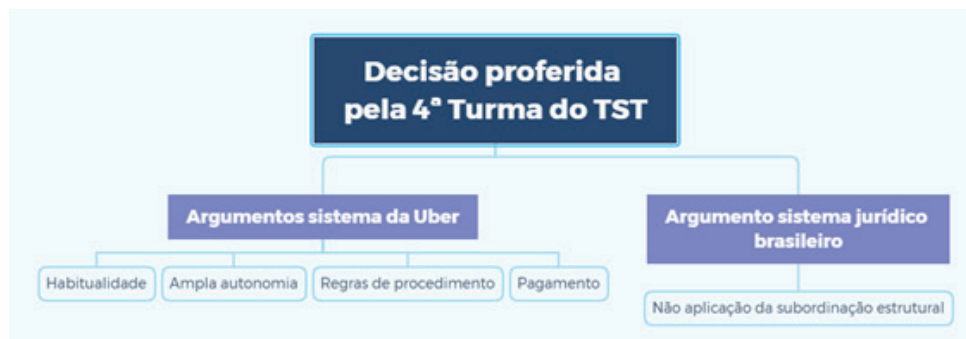 Decisão proferida
pela 4ª Turma do TST
Argumentos sistema da Uber
Argumento sistema jurídico
brasileiro
Habitualidade
Ampla autonomia
Regras de procedimento
Pagamento
Não aplicação da subordinação estrutural